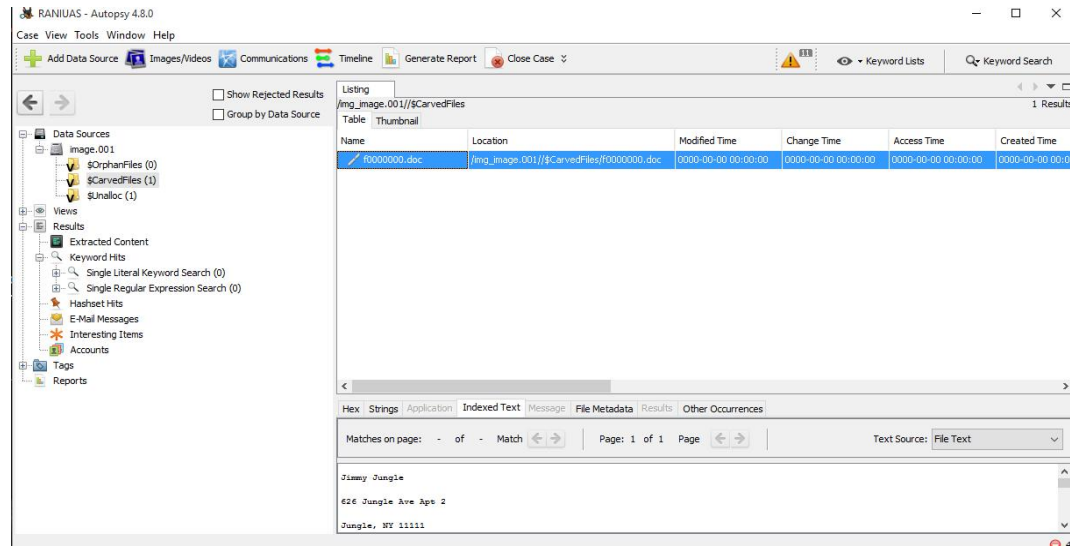 RANIUAS - Autopsy 4.8.0
Case View Tools Window Help
Add Data Source Images/Videos Communications Timeline Generate Report Close Case Keyword Lists Keyword Search
Show Rejected Results
Group by Data Source
Data Sources
image.001
$OrphanFiles (0)
$CarvedFiles (1)
$Unalloc (1)
Views
Results
Extracted Content
Keyword Hits
Single Literal Keyword Search (0)
Single Regular Expression Search (0)
Hashset Hits
E-Mail Messages
Interesting Items
Accounts
Tags
Reports
Listing
/img_image.001//$CarvedFiles
1 Results
Table Thumbnail
Name Location Modified Time Change Time Access Time Created Time
f0000000.doc /img_image.001//$CarvedFiles/f0000000.doc 0000-00-00 00:00:00 0000-00-00 00:00:00 0000-00-00 00:00:00 0000-00-00 00:0
Hex Strings Application Indexed Text Message File Metadata Results Other Occurrences
Matches on page: - of - Match Page: 1 of 1 Page Text Source: File Text
Jimmy Jungle
626 Jungle Ave Apt 2
Jungle, NY 11111